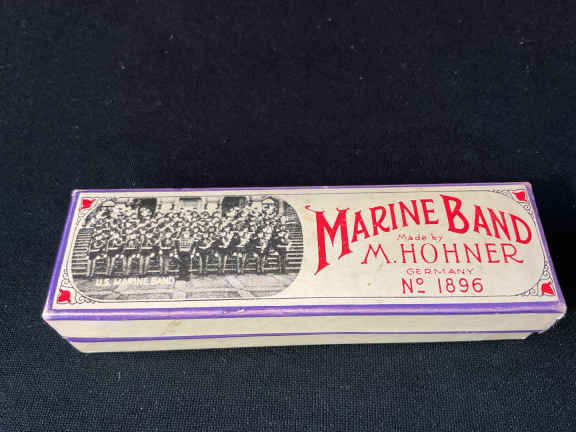 U.S. MARINE BAND
MARINE BAND
Made by
M. HOHNER
GERMANY
Nº 1896